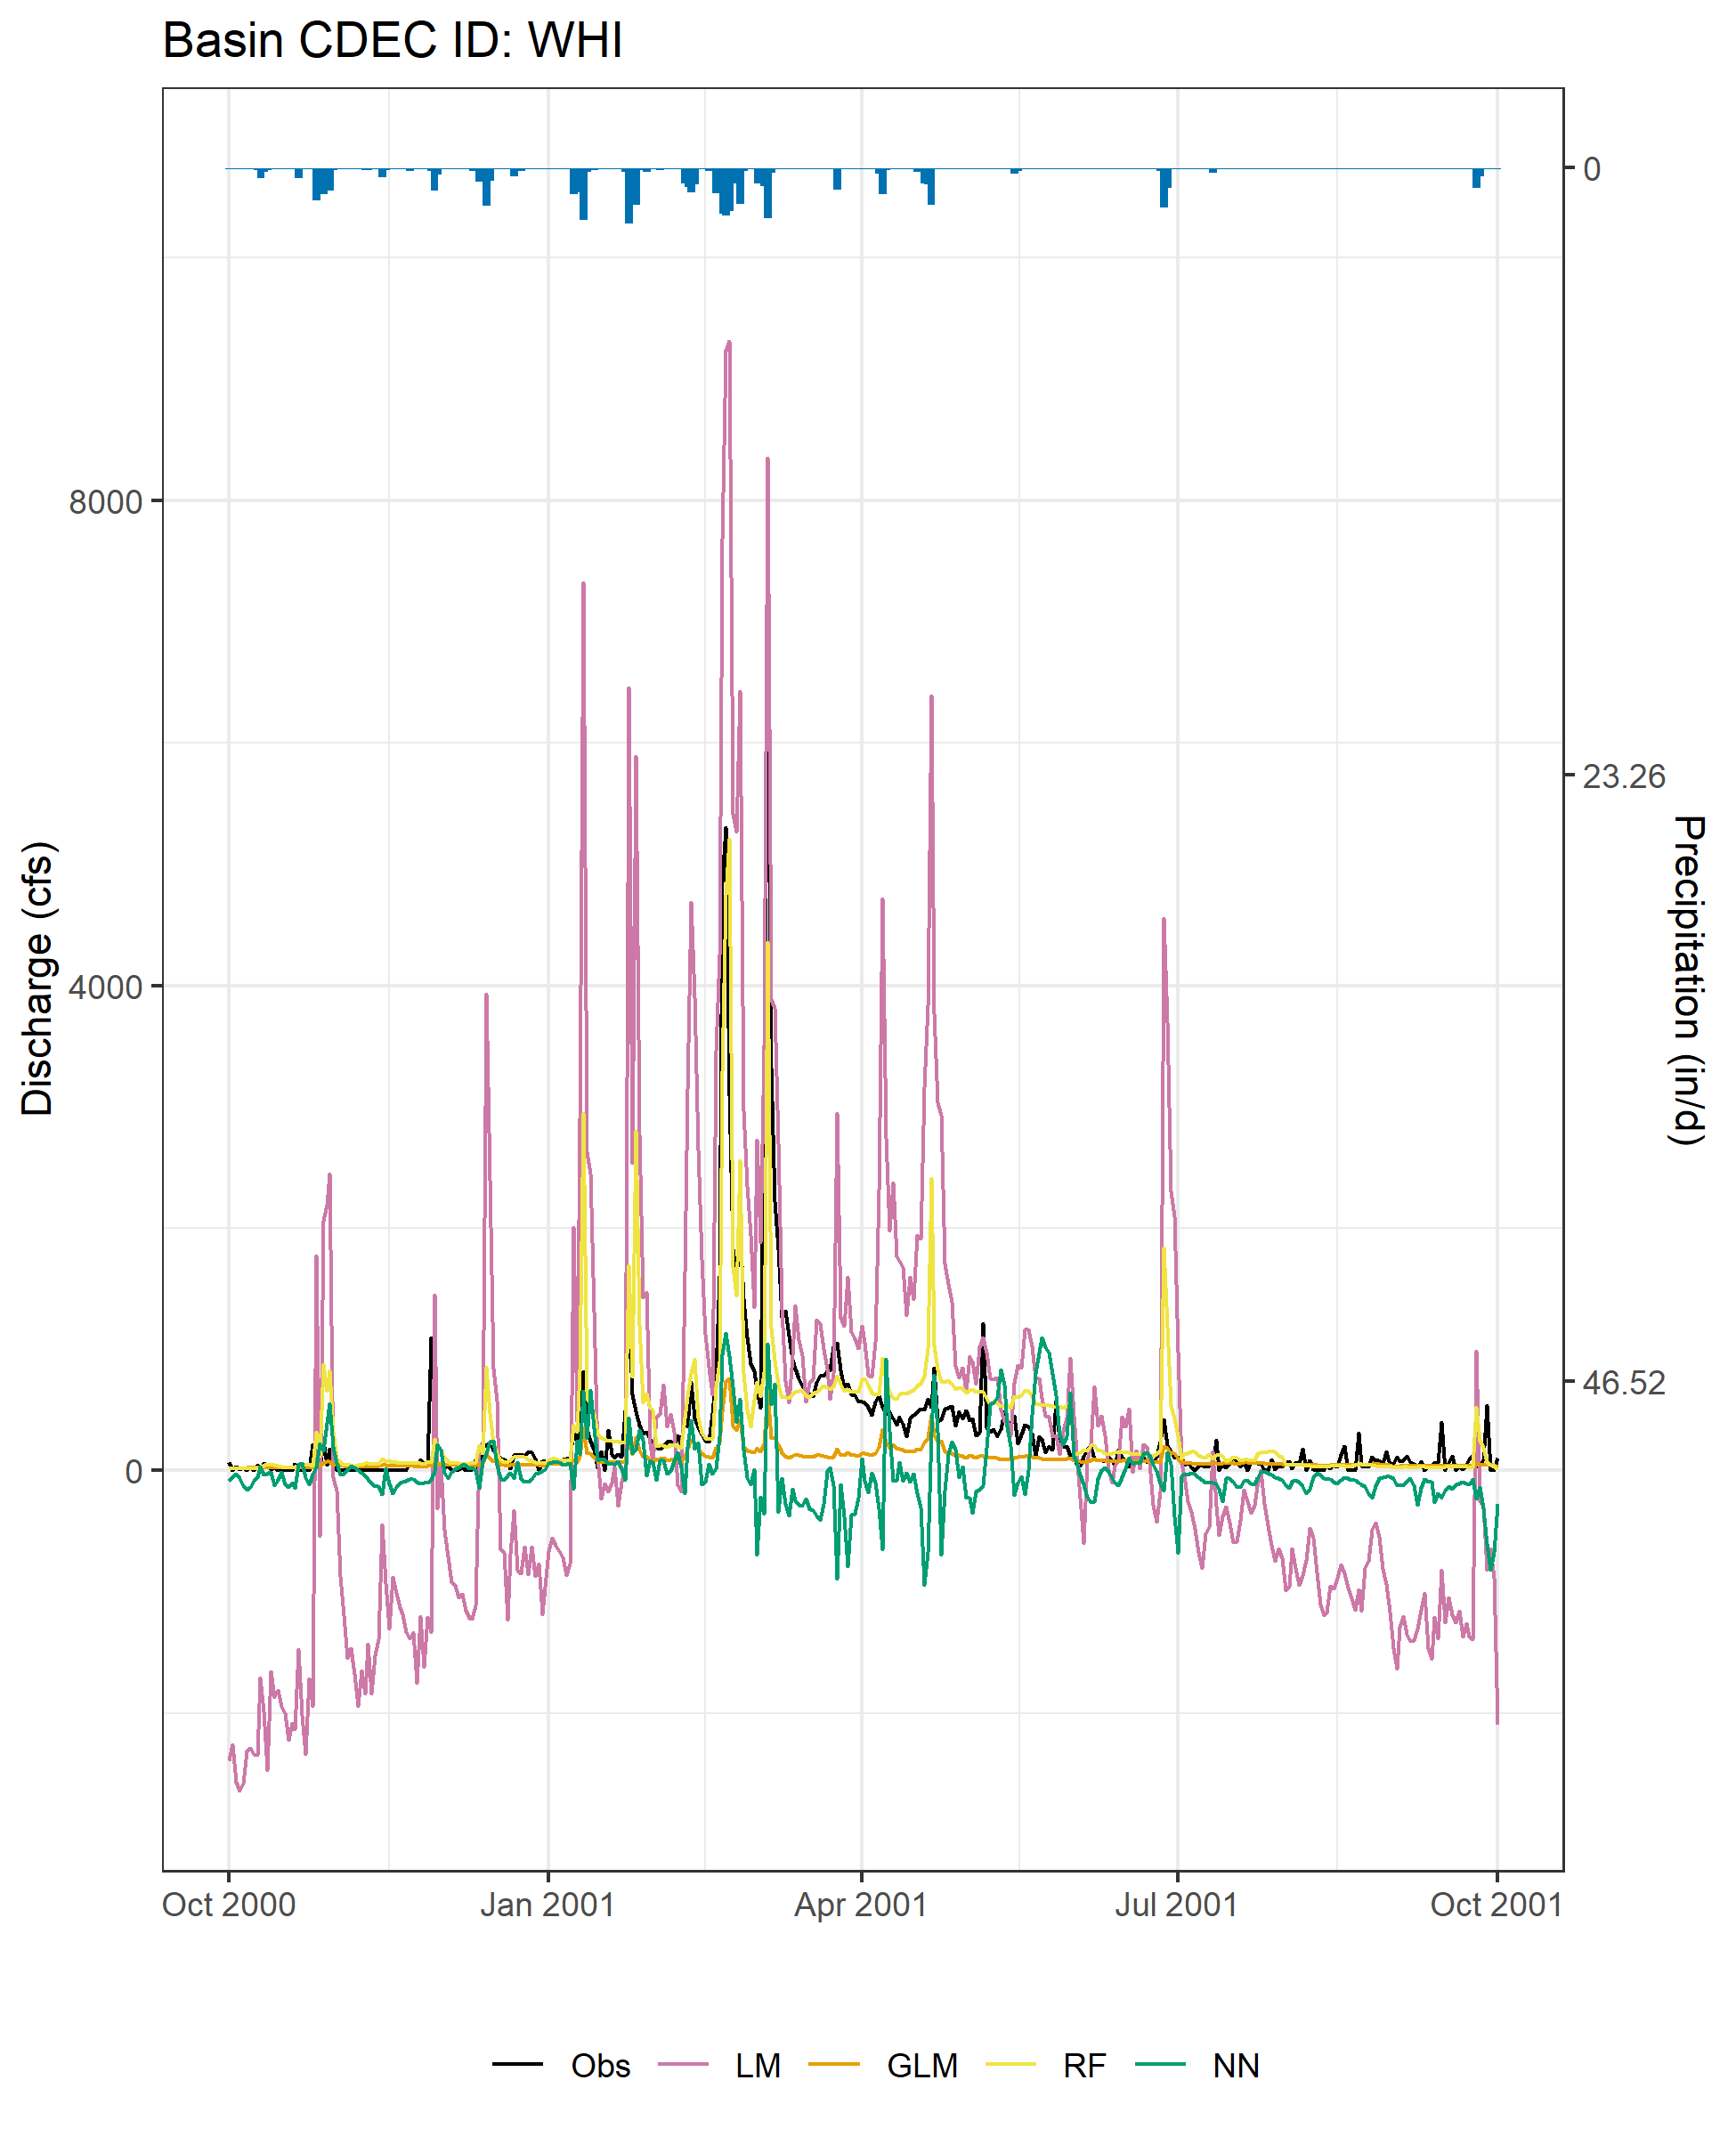 Basin CDEC ID: WHI
0
8000
23.26
Discharge (cfs)
Precipitation (in/d)
4000
46.52
0
Oct 2000 Jan 2001 Apr 2001 Jul 2001 Oct 2001
Obs LM GLM RF NN